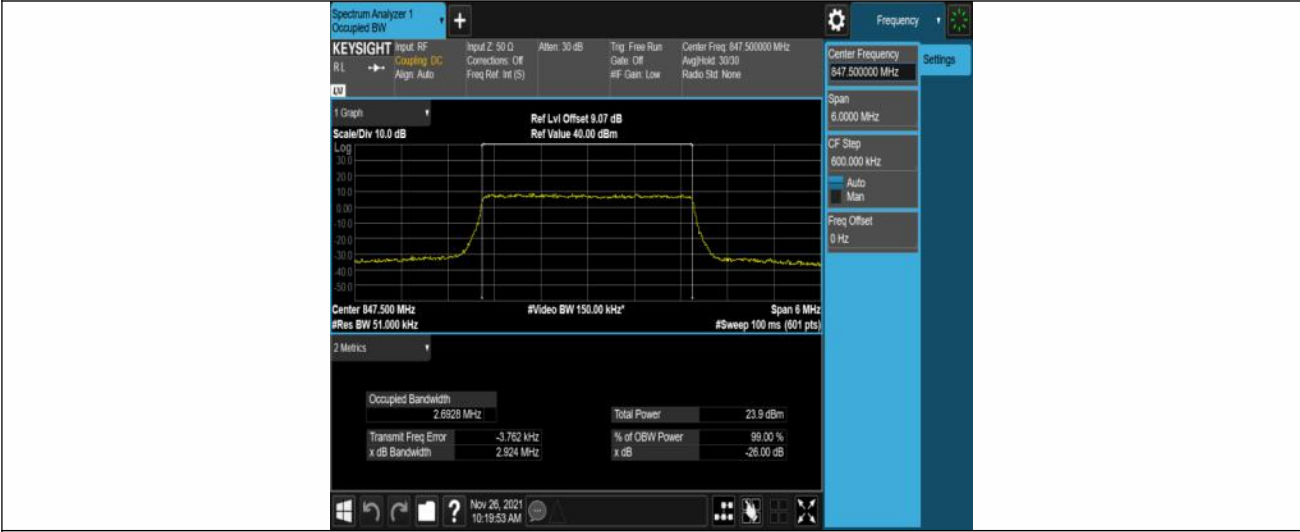 Spectrum Analyzer 1
Occupied BW
+
Frequency
KEYSIGHT
Input: RF
Coupling: DC
Align: Auto
Input Z: 50 Ω
Corrections: Off
Freq Ref: Int (S)
Atten: 30 dB
Trig: Free Run
Gate: Off
#IF Gain: Low
Center Freq: 847.500000 MHz
Avg|Hold: 30/30
Radio Std: None
RL
LXI
Center Frequency
847.500000 MHz
Settings
Span
6.0000 MHz
CF Step
600.000 kHz
Auto
Man
Freq Offset
0 Hz
1 Graph
Scale/Div 10.0 dB
Ref Lvl Offset 9.07 dB
Ref Value 40.00 dBm
Log
30.0
20.0
10.0
0.00
-10.0
-20.0
-30.0
-40.0
-50.0
Center 847.500 MHz
#Video BW 150.00 kHz*
Span 6 MHz
#Res BW 51.000 kHz
#Sweep 100 ms (601 pts)
2 Metrics
Occupied Bandwidth
2.6928 MHz
Total Power 23.9 dBm
Transmit Freq Error -3.762 kHz
% of OBW Power 99.00 %
x dB Bandwidth 2.924 MHz
x dB -26.00 dB
?
Nov 26, 2021
10:19:53 AM